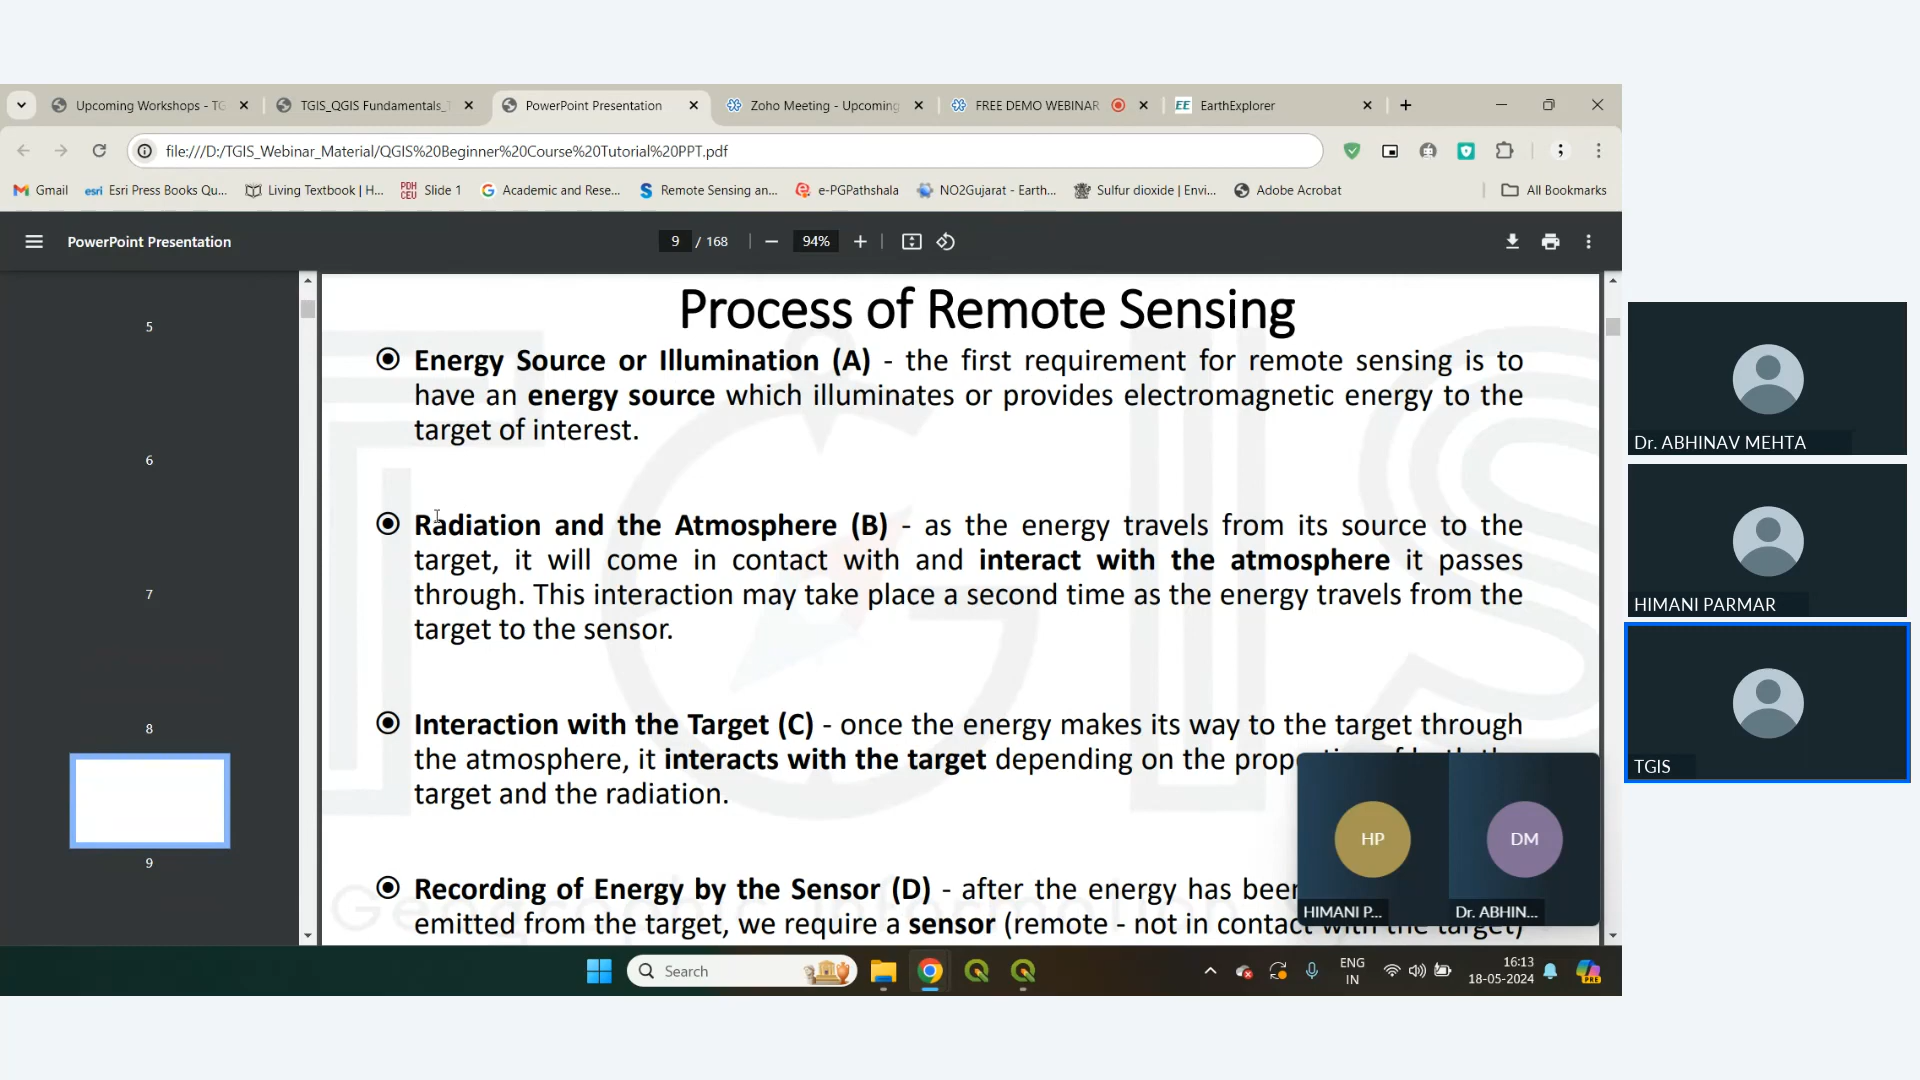 Upcoming Workshops - TG
TGIS_QGIS Fundamentals_
PowerPoint Presentation
Zoho Meeting - Upcoming
FREE DEMO WEBINAR
EE EarthExplorer
file:///D:/TGIS_Webinar_Material/QGIS%20Beginner%20Course%20Tutorial%20PPT.pdf
Gmail
esri Esri Press Books Qu...
Living Textbook | H...
PDH CEU Slide 1
Academic and Rese...
Remote Sensing an...
e-PGPathshala
NO2Gujarat - Earth...
Sulfur dioxide | Envi...
Adobe Acrobat
All Bookmarks
PowerPoint Presentation
9 / 168
94%
5
6
7
8
9
Process of Remote Sensing
Energy Source or Illumination (A) - the first requirement for remote sensing is to
have an energy source which illuminates or provides electromagnetic energy to the
target of interest.
Radiation and the Atmosphere (B) - as the energy travels from its source to the
target, it will come in contact with and interact with the atmosphere it passes
through. This interaction may take place a second time as the energy travels from the
target to the sensor.
Interaction with the Target (C) - once the energy makes its way to the target through
the atmosphere, it interacts with the target depending on the
target and the radiation.
Recording of Energy by the Sensor (D) - after the energy has been
emitted from the target, we require a sensor (remote - not in contact with the target)
TGIS
HP
HIMANI P...
DM
Dr. ABHIN...
Dr. ABHINAV MEHTA
HIMANI PARMAR
TGIS
Search
ENG
IN
16:13
18-05-2024
PRE